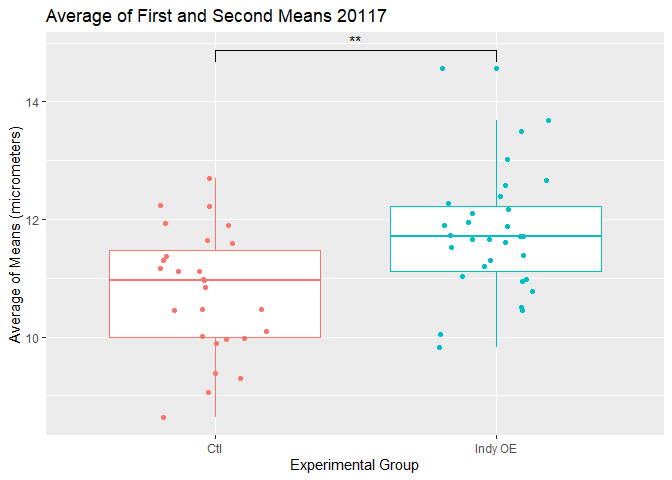 Average of First and Second Means 20117
**
14
12
10
Average of Means (micrometers)
Ctl
Indy OE
Experimental Group